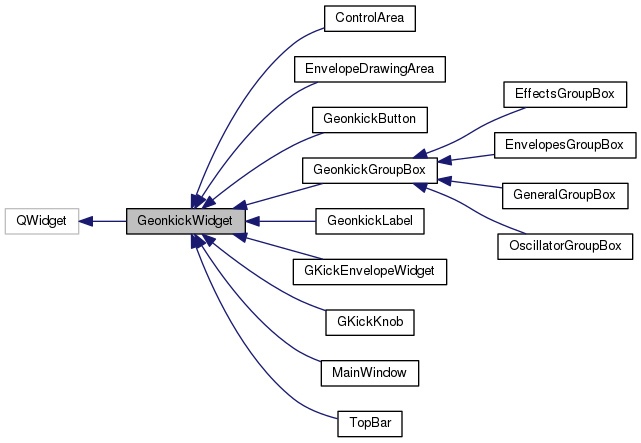 ControlArea
EnvelopeDrawingArea
EffectsGroupBox
GeonkickButton
EnvelopesGroupBox
GeonkickGroupBox
GeneralGroupBox
QWidget
GeonkickWidget
GeonkickLabel
OscillatorGroupBox
GKickEnvelopeWidget
GKickKnob
MainWindow
TopBar